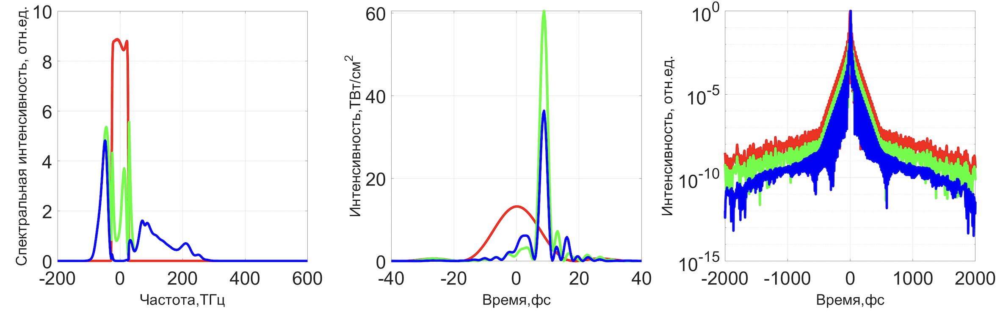 Спектральная интенсивность, отн.ед.
10
8
6
4
2
0
-200 0 200 400 600
Частота,ТГц
Интенсивность,ТВт/см²
60
40
20
0
-40 -20 0 20 40
Время,фс
Интенсивность, отн.ед.
10⁰
10⁻⁵
10⁻¹⁰
10⁻¹⁵
-2000 -1000 0 1000 2000
Время,фс